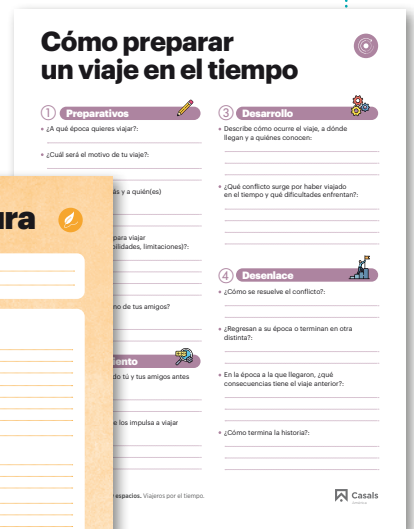 Cómo preparar
un viaje en el tiempo
1 Preparativos
• ¿A qué época quieres viajar?:
• ¿Cuál será el motivo de tu viaje?:
ás y a quién(es)
para viajar
bilidades, limitaciones)?:
no de tus amigos?
iento
do tú y tus amigos antes
e los impulsa a viajar
3 Desarrollo
• Describe cómo ocurre el viaje, a dónde
llegan y a quiénes conocen:
• ¿Qué conflicto surge por haber viajado
en el tiempo y qué dificultades enfrentan?:
4 Desenlace
• ¿Cómo se resuelve el conflicto?:
• ¿Regresan a su época o terminan en otra
distinta?:
• En la época a la que llegaron, ¿qué
consecuencias tiene el viaje anterior?:
• ¿Cómo termina la historia?:
espacios. Viajeros por el tiempo.
Casals
ura